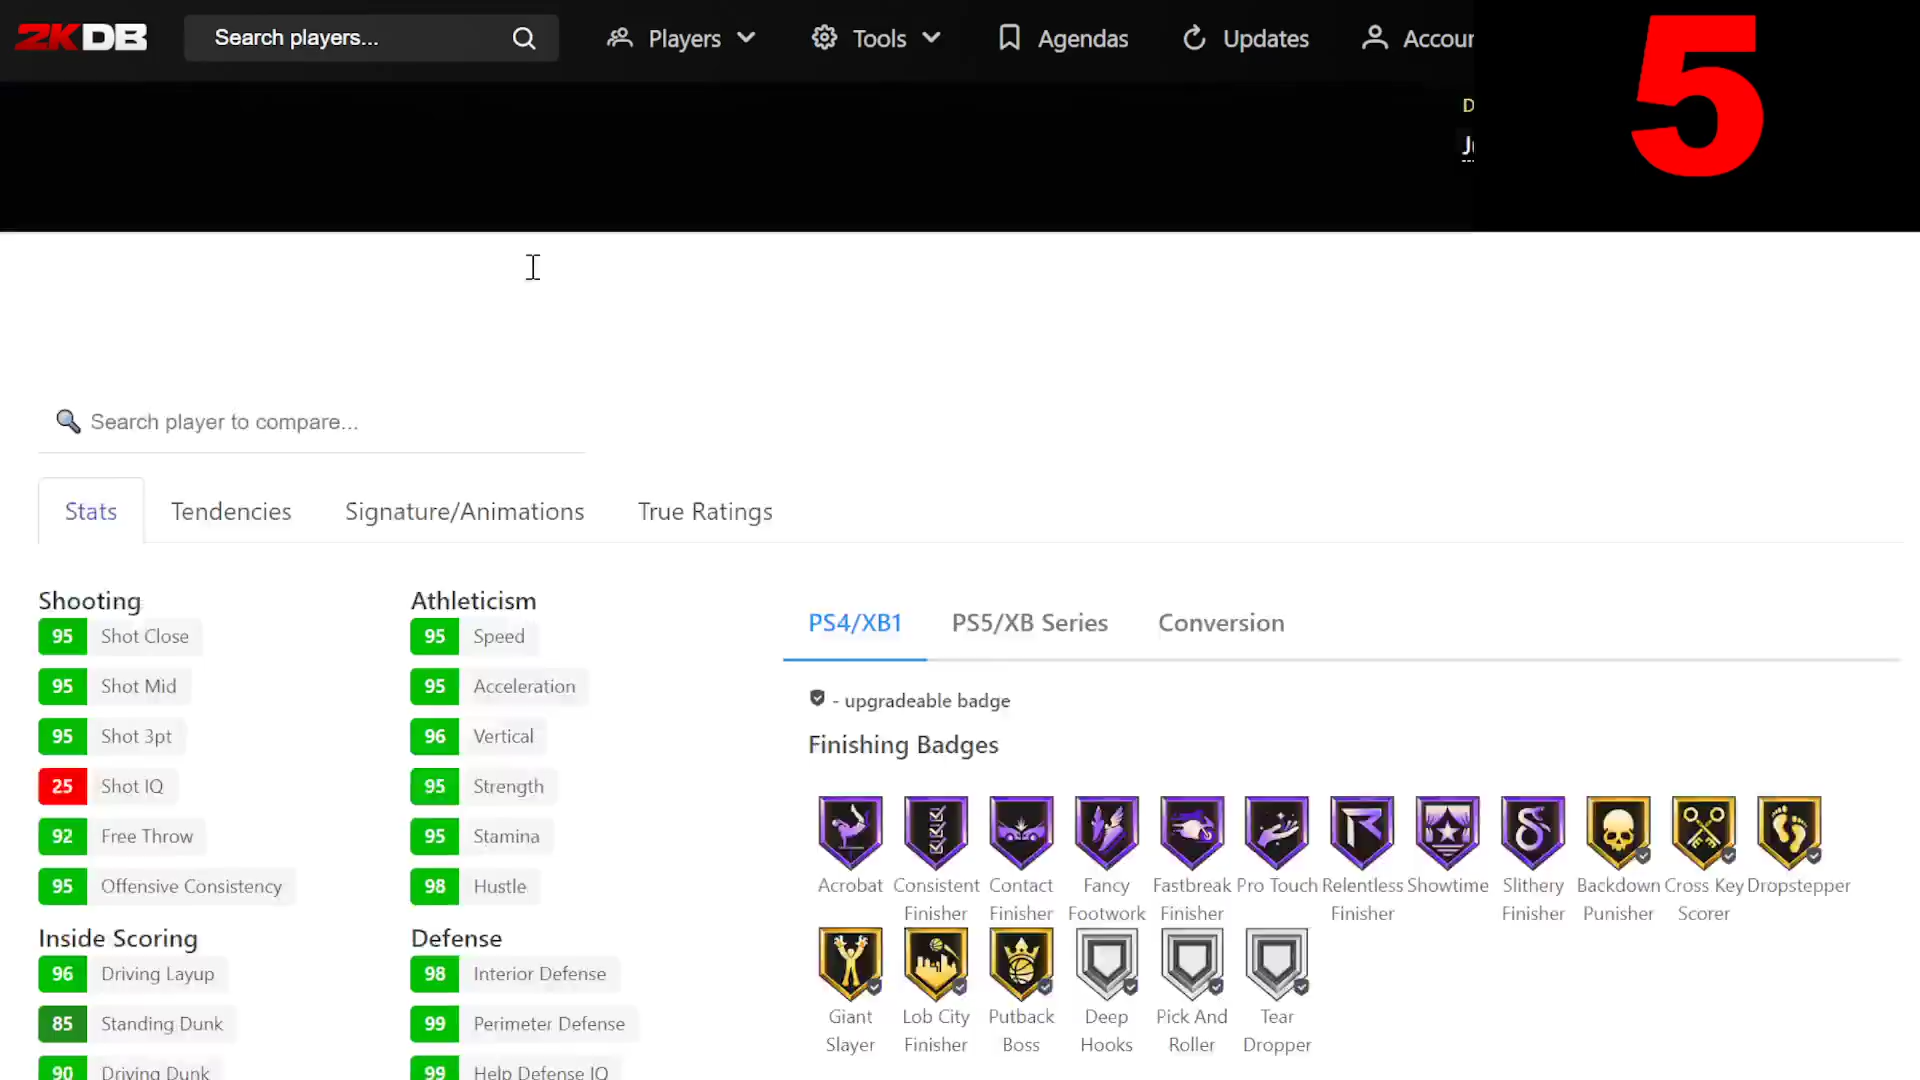 2KDB
Search players...
Players
Tools
Agendas
Updates
Accour
5
D
Search player to compare...
Stats
Tendencies
Signature/Animations
True Ratings
Shooting
95 Shot Close
95 Shot Mid
95 Shot 3pt
25 Shot IQ
92 Free Throw
95 Offensive Consistency
Inside Scoring
96 Driving Layup
85 Standing Dunk
90 Driving Dunk
Athleticism
95 Speed
95 Acceleration
96 Vertical
95 Strength
95 Stamina
98 Hustle
Defense
98 Interior Defense
99 Perimeter Defense
99 Help Defense IQ
PS4/XB1
PS5/XB Series
Conversion
- upgradeable badge
Finishing Badges
Acrobat
Consistent
Finisher
Contact
Finisher
Fancy
Footwork
Fastbreak
Finisher
Pro Touch
Relentless
Finisher
Showtime
Slithery
Finisher
Backdown
Punisher
Cross Key
Scorer
Dropstepper
Giant
Slayer
Lob City
Finisher
Putback
Boss
Deep
Hooks
Pick And
Roller
Tear
Dropper